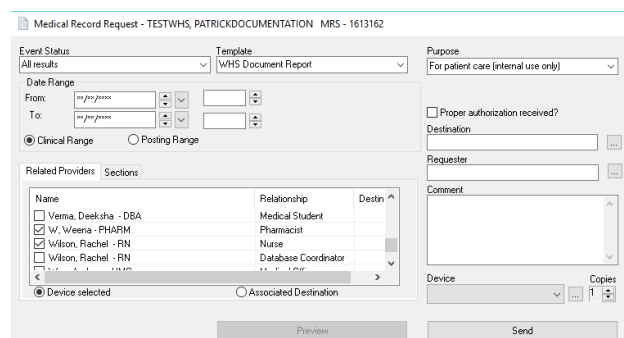 Medical Record Request - TESTWHS, PATRICKDOCUMENTATION MRS - 1613162
Event Status
All results
Template
WHS Document Report
Purpose
For patient care (internal use only)
Date Range
From:
**/**/****
To:
**/**/****
Clinical Range
Posting Range
Proper authorization received?
Destination
...
Requester
...
Comment
Related Providers
Sections
Name
Relationship
Destin
Verma, Deeksha - DBA
Medical Student
W, Weena - PHARM
Pharmacist
Wilson, Rachel - RN
Nurse
Wilson, Rachel - RN
Database Coordinator
Device selected
Associated Destination
Device
...
Copies
1
Preview
Send